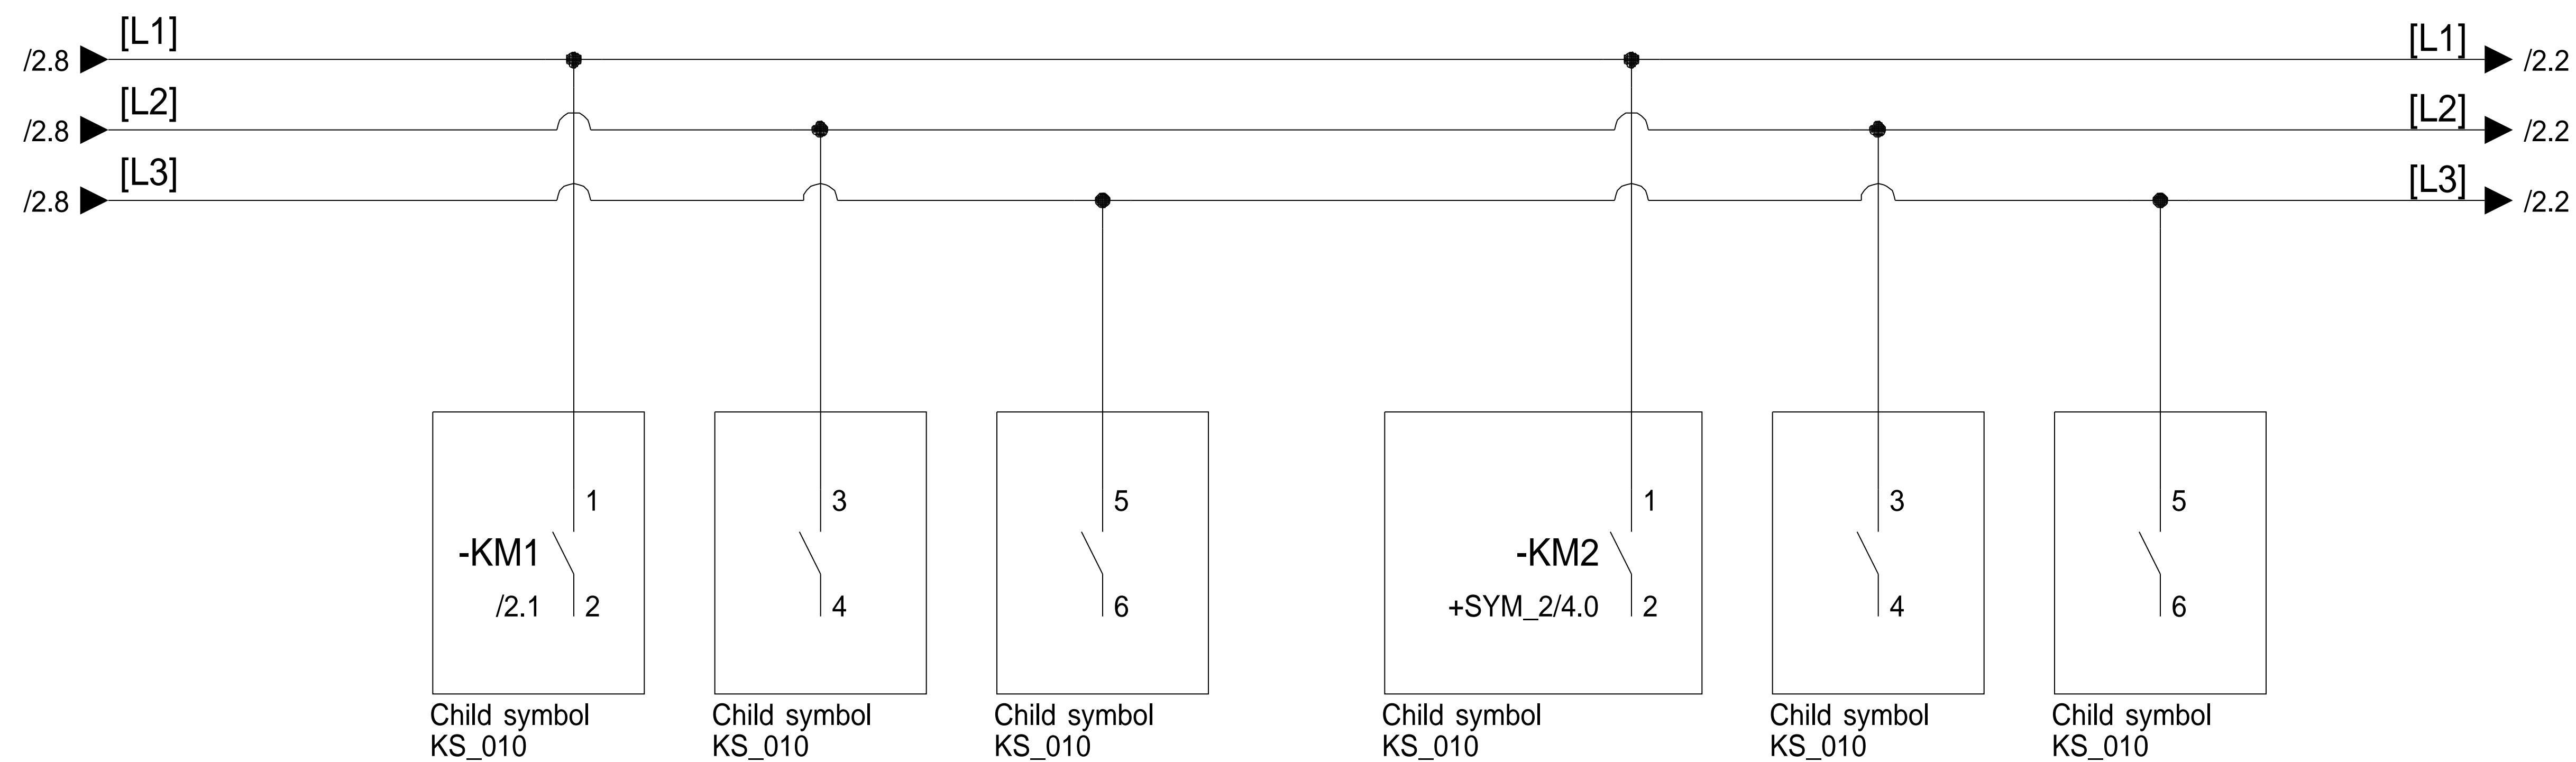 [L1]
/2.8
[L1]
/2.2
[L2]
/2.8
[L2]
/2.2
[L3]
/2.8
[L3]
/2.2
1
-KM1
/2.1
2
Child symbol
KS_010
3
4
Child symbol
KS_010
5
6
Child symbol
KS_010
1
-KM2
+SYM_2/4.0
2
Child symbol
KS_010
3
4
Child symbol
KS_010
5
6
Child symbol
KS_010